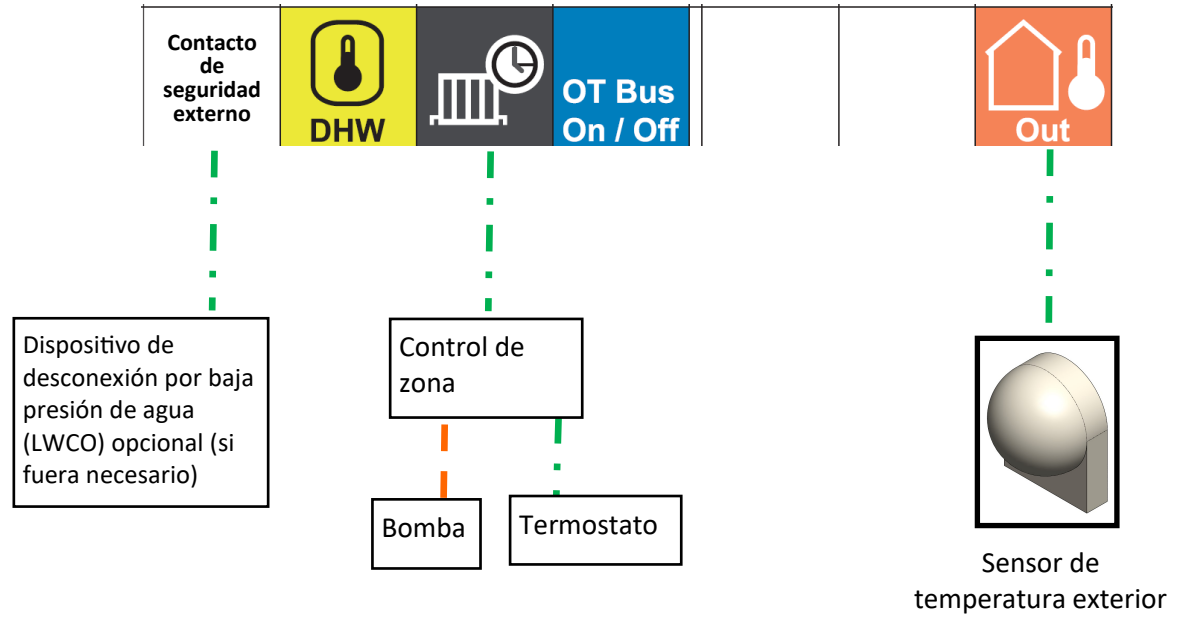 Contacto
de
seguridad
externo
DHW
OT Bus
On / Off
Out
Dispositivo de
desconexión por baja
presión de agua
(LWCO) opcional (si
fuera necesario)
Control de
zona
Bomba
Termostato
Sensor de
temperatura exterior